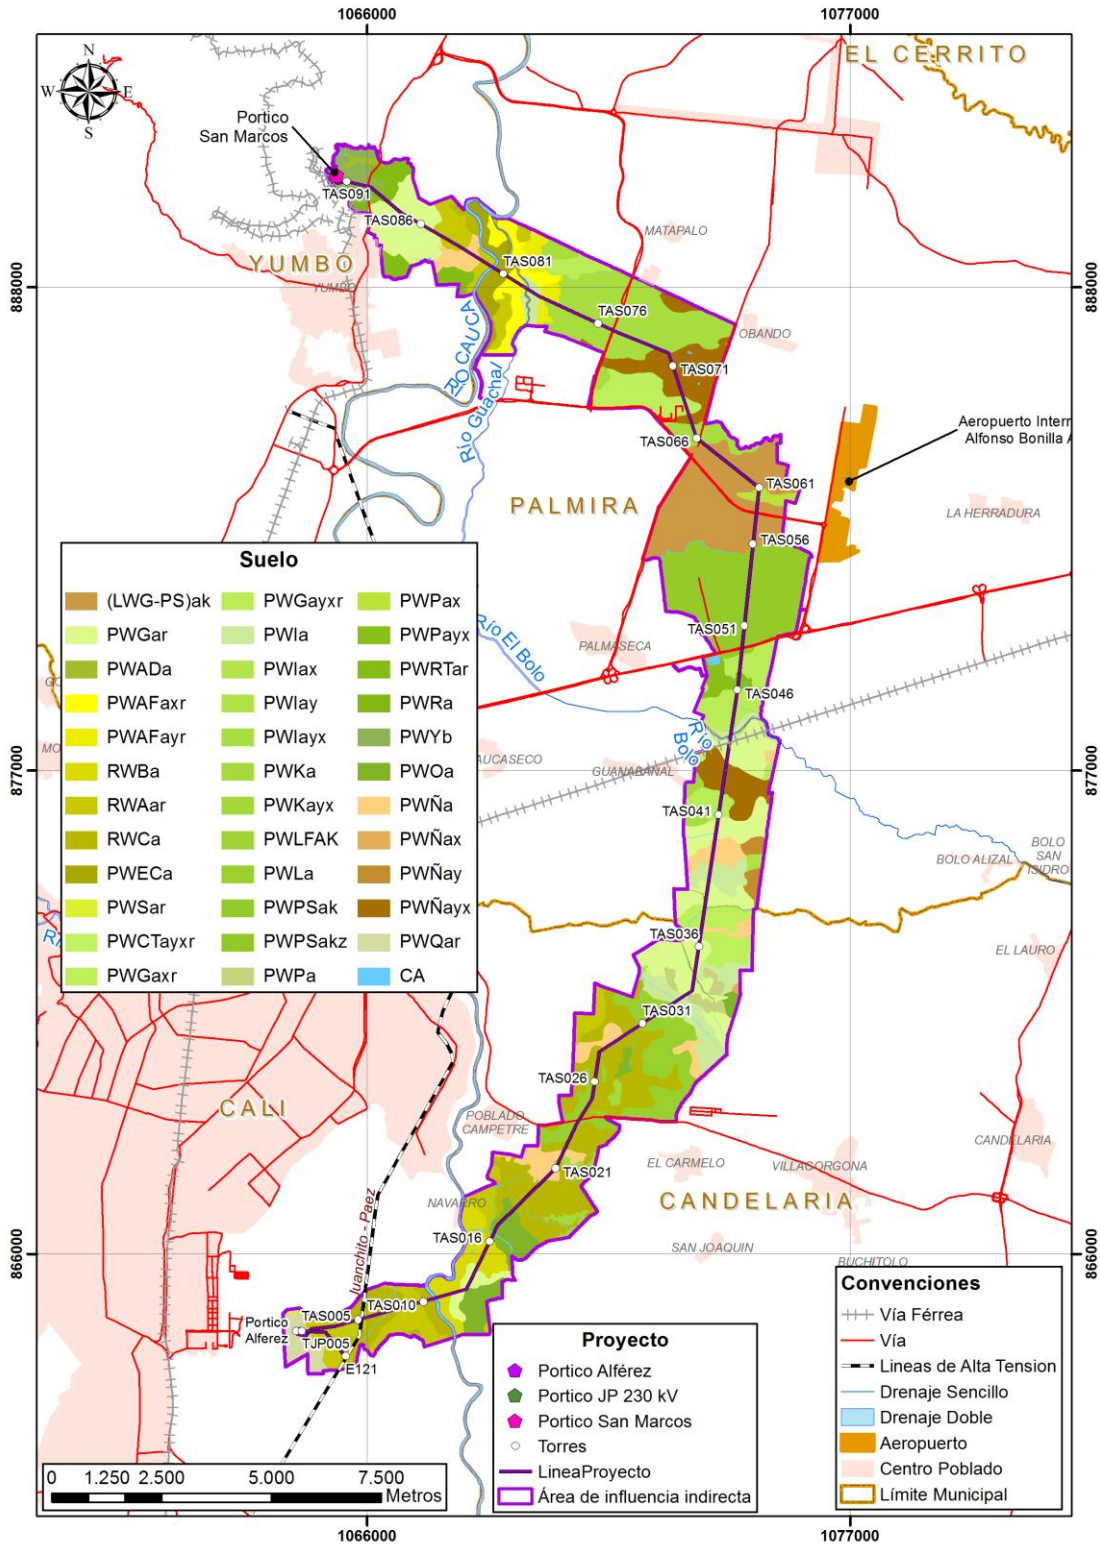 1066000
1077000
EL CERRITO
N
W
E
S
Portico
San Marcos
TAS091
TAS086
MATAPALO
YUMBO
YUMBO
TAS081
888000
888000
TAS076
OBANDO
RÍO CAUCA
TAS071
Río Guachal
TAS066
Aeropuerto Intern
Alfonso Bonilla A
TAS061
PALMIRA
LA HERRADURA
TAS056
Suelo
(LWG-PS)ak
PWGayxr
PWPax
PWGar
PWIa
PWPayx
PWADa
PWIax
PWRTar
PWAFaxr
PWIay
PWRa
PWAFayr
PWIayx
PWYb
RWBa
PWKa
PWOa
RWAar
PWKayx
PWÑa
RWCa
PWLFAK
PWÑax
PWECa
PWLa
PWÑay
PWSar
PWPSak
PWÑayx
PWCTayxr
PWPSakz
PWQar
PWGaxr
PWPa
CA
Río El Bolo
TAS051
PALMASECA
TAS046
Río
Bolo
GO
MO
AUCASECO
GUANABANAL
877000
877000
TAS041
BOLO ALIZAL
BOLO
SAN
ISIDRO
TAS036
EL LAURO
TAS031
TAS026
CALI
POBLADO
CAMPETRE
CANDELARIA
TAS021
EL CARMELO
VILLAGORGONA
NAVARRO
CANDELARIA
Juanchito - Paez
TAS016
SAN JOAQUIN
BUCHITOLO
866000
866000
TAS010
TAS005
Portico
Alferez
TJP005
E121
Proyecto
Portico Alférez
Portico JP 230 kV
Portico San Marcos
Torres
LineaProyecto
Área de influencia indirecta
Convenciones
Vía Férrea
Vía
Lineas de Alta Tension
Drenaje Sencillo
Drenaje Doble
Aeropuerto
Centro Poblado
Límite Municipal
0 1.250 2.500 5.000 7.500
Metros
1066000
1077000